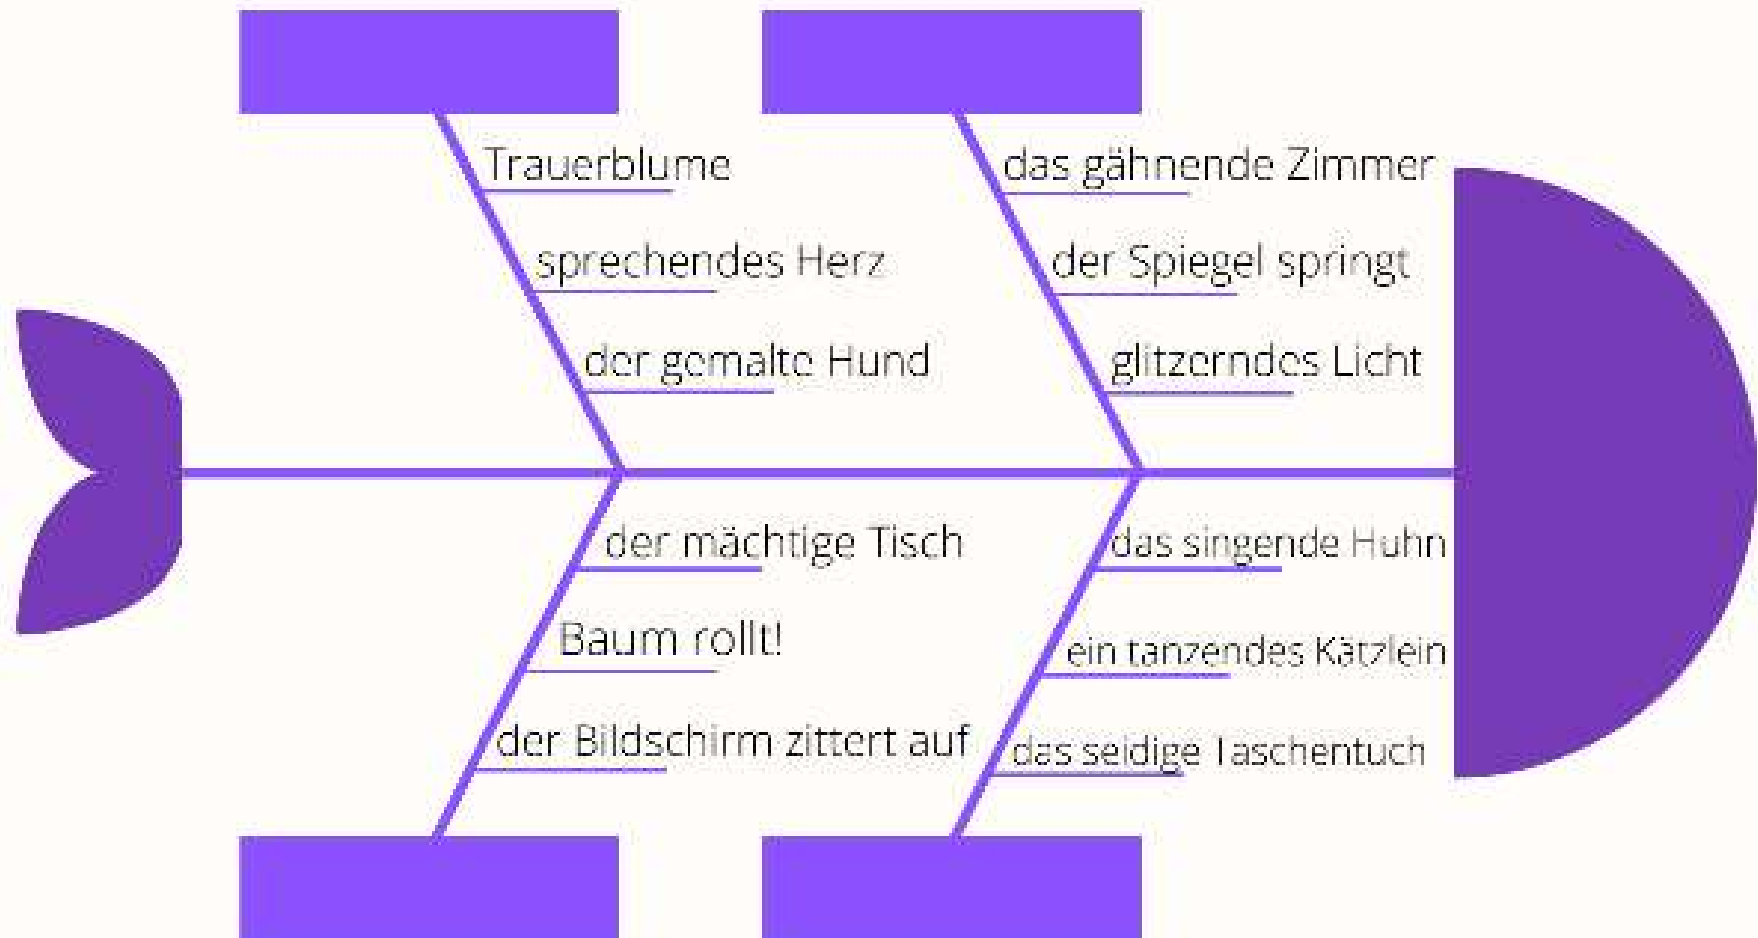 Trauerblume
sprechendes Herz
der gemalte Hund
das gähnende Zimmer
der Spiegel springt
glitzerndes Licht
der mächtige Tisch
Baum rollt!
der Bildschirm zittert auf
das singende Huhn
ein tanzendes Kätzlein
das seidige Taschentuch